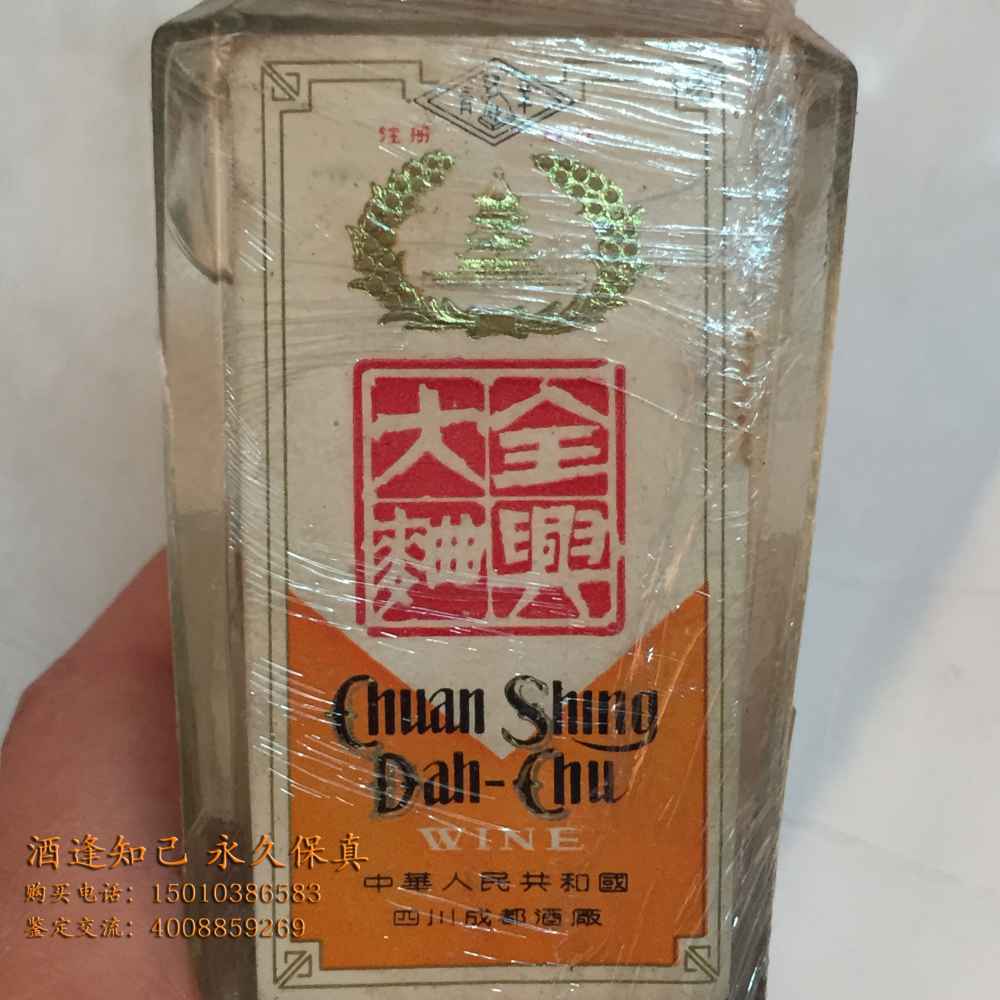 注册
全興
大麯
Chuan Shing
Dah-Chu
WINE
中華人民共和國
四川成都酒廠
酒逢知己 永久保真
购买电话：15010386583
鉴定交流：4008859269